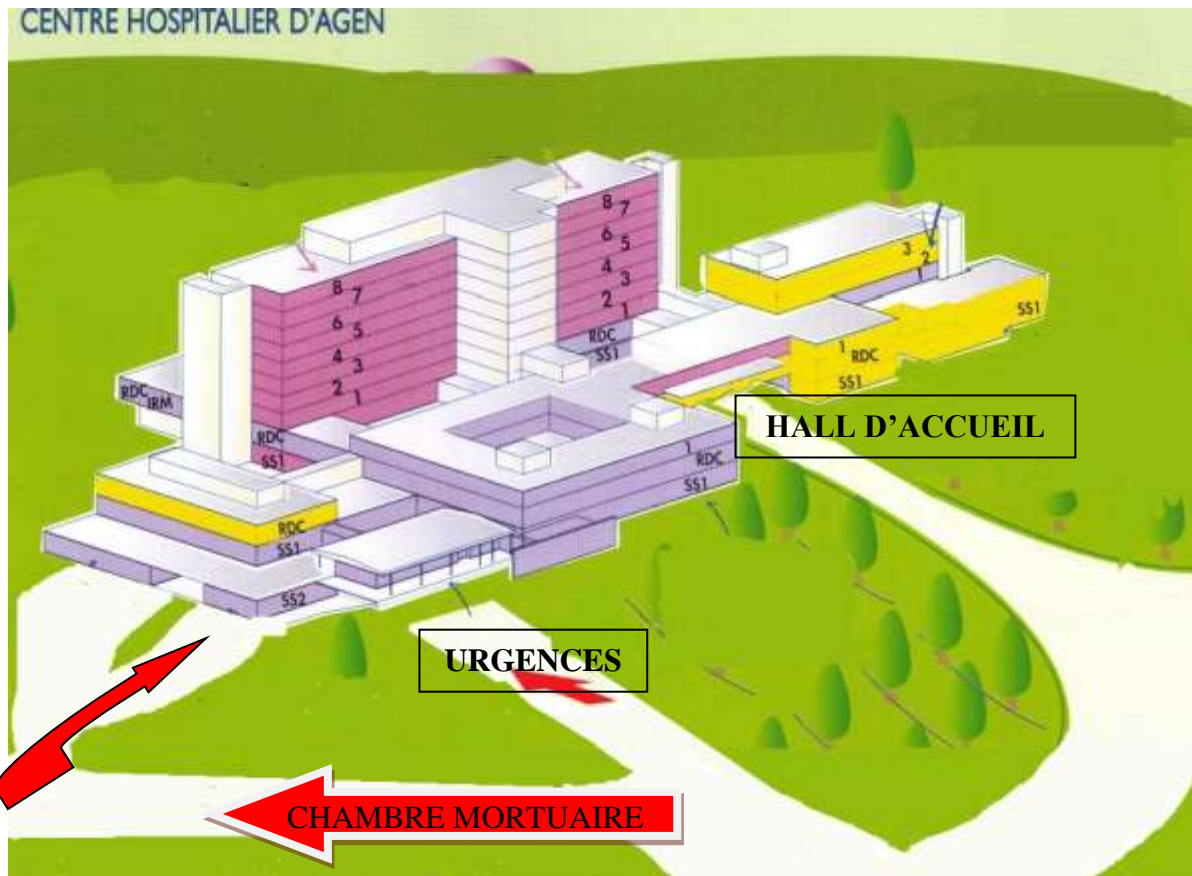 CENTRE HOSPITALIER D'AGEN
8 7
6 5
4 3
2 1
RDC
SS1
8 7
6 5
4 3
2 1
RDC
SS1
3
2
1
SS1
1
RDC
SS1
RDC
IRM
1
RDC
SS1
RDC
SS1
SS2
HALL D'ACCUEIL
URGENCES
CHAMBRE MORTUAIRE